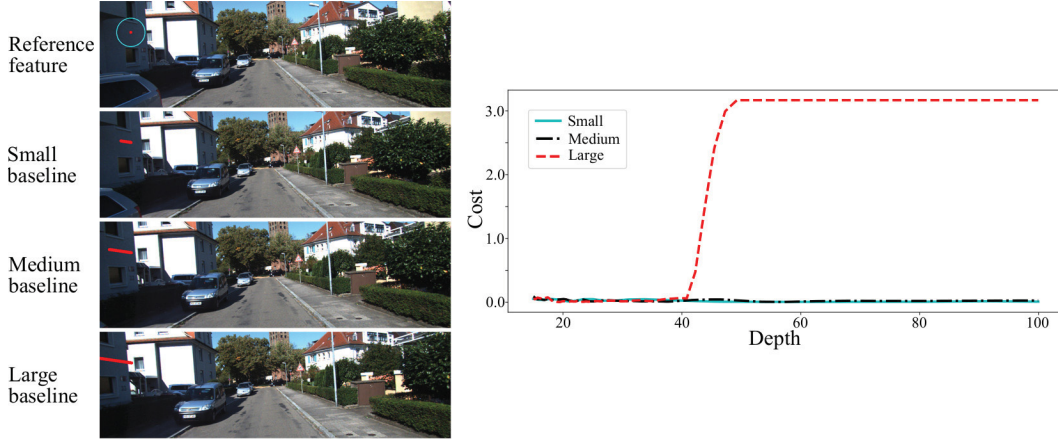 Reference
feature
Small
baseline
Medium
baseline
Large
baseline
Cost
3.0
2.0
1.0
0.0
Small
Medium
Large
20
40
60
80
100
Depth